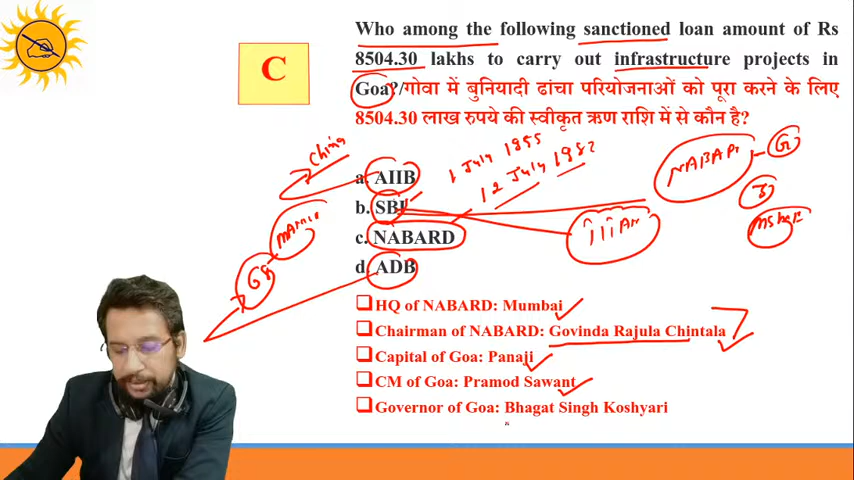 Who among the following sanctioned loan amount of Rs
8504.30 lakhs to carry out infrastructure projects in
Goa?/गोवा में बुनियादी ढांचा परियोजनाओं को पूरा करने के लिए
8504.30 लाख रुपये की स्वीकृत ऋण राशि में से कौन है?
C
China
1 July 1955
12 July 1982
a. AIIB
b. SBI
c. NABARD
d. ADB
HQ of NABARD: Mumbai
Chairman of NABARD: Govinda Rajula Chintala
Capital of Goa: Panaji
CM of Goa: Pramod Sawant
Governor of Goa: Bhagat Singh Koshyari